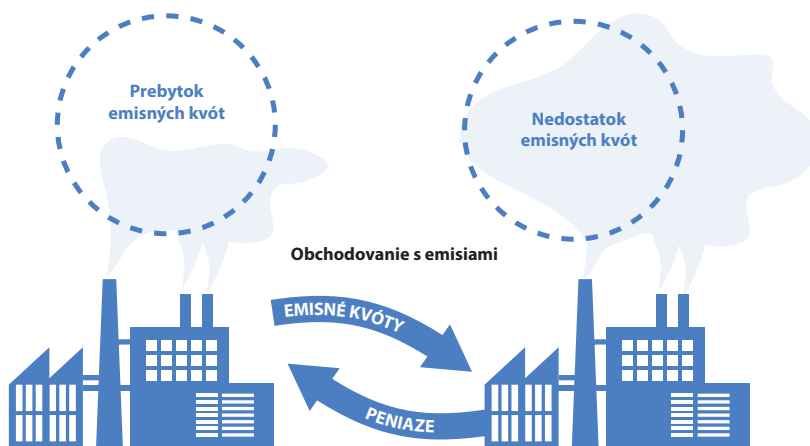 Prebytok
emisných kvót
Nedostatok
emisných kvót
Obchodovanie s emisiami
EMISNÉ KVÓTY
PENIAZE